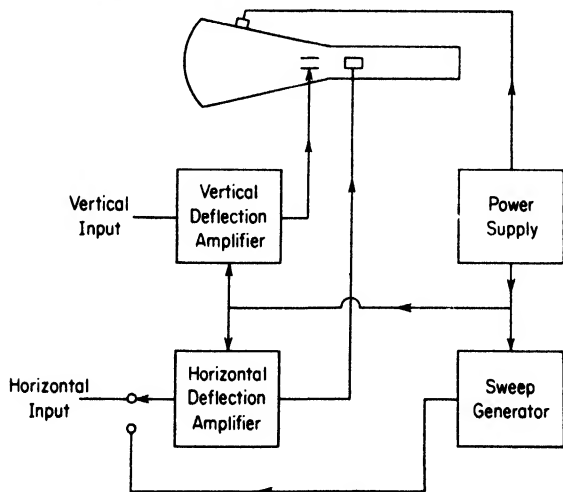 Vertical
Input
Vertical
Deflection
Amplifier
Power
Supply
Horizontal
Input
Horizontal
Deflection
Amplifier
Sweep
Generator